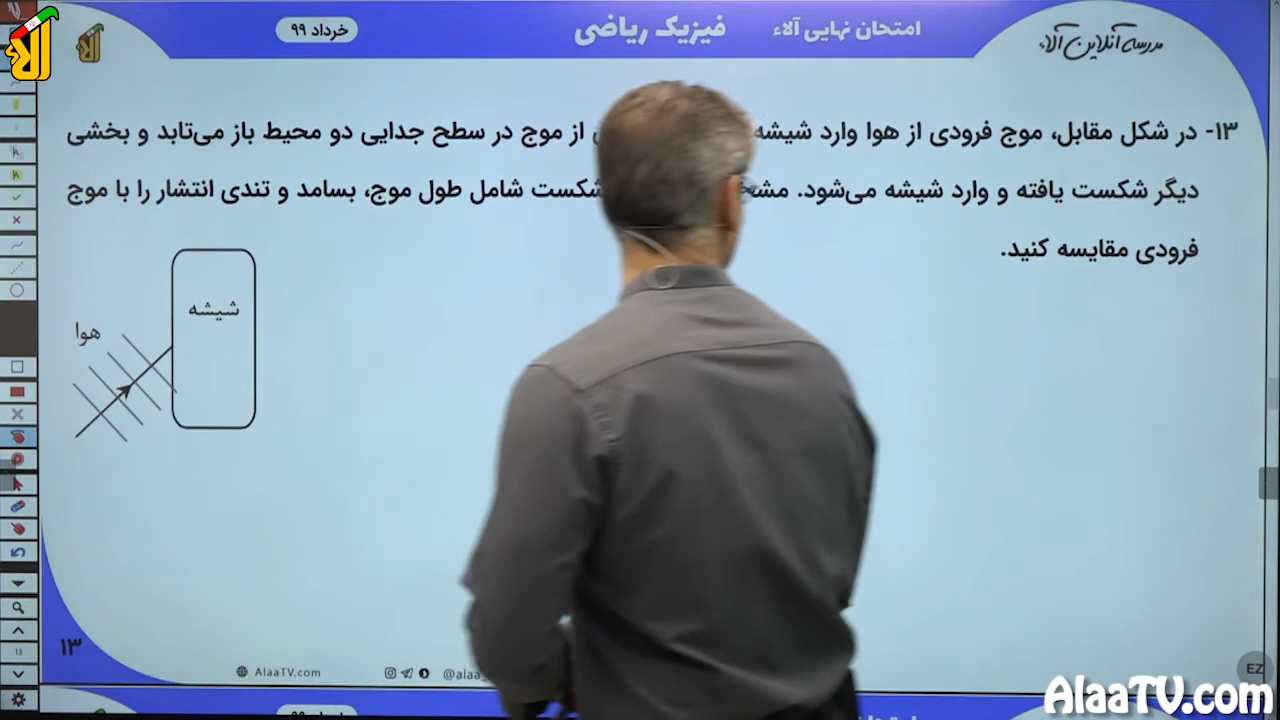 امتحان نهایی آلاء فیزیک ریاضی
خرداد ۹۹
مدرسه آنلاین آلاء
الاء
۱۳- در شکل مقابل، موج فرودی از هوا وارد شیشه از موج در سطح جدایی دو محیط باز می‌تابد و بخشی
دیگر شکست یافته و وارد شیشه می‌شود. شکست شامل طول موج، بسامد و تندی انتشار را با موج
فرودی مقایسه کنید.
شیشه
هوا
۱۳
13
AlaaTV.com
EZ
AlaaTV.com